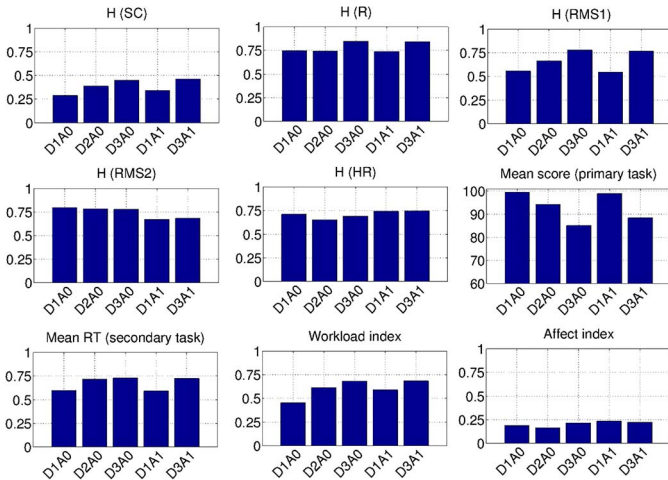 H (SC)
1
0.75
0.5
0.25
0
D1A0 D2A0 D3A0 D1A1 D3A1
H (R)
1
0.75
0.5
0.25
0
D1A0 D2A0 D3A0 D1A1 D3A1
H (RMS1)
1
0.75
0.5
0.25
0
D1A0 D2A0 D3A0 D1A1 D3A1
H (RMS2)
1
0.75
0.5
0.25
0
D1A0 D2A0 D3A0 D1A1 D3A1
H (HR)
1
0.75
0.5
0.25
0
D1A0 D2A0 D3A0 D1A1 D3A1
Mean score (primary task)
100
90
80
70
60
D1A0 D2A0 D3A0 D1A1 D3A1
Mean RT (secondary task)
1
0.75
0.5
0.25
0
D1A0 D2A0 D3A0 D1A1 D3A1
Workload index
1
0.75
0.5
0.25
0
D1A0 D2A0 D3A0 D1A1 D3A1
Affect index
1
0.75
0.5
0.25
0
D1A0 D2A0 D3A0 D1A1 D3A1